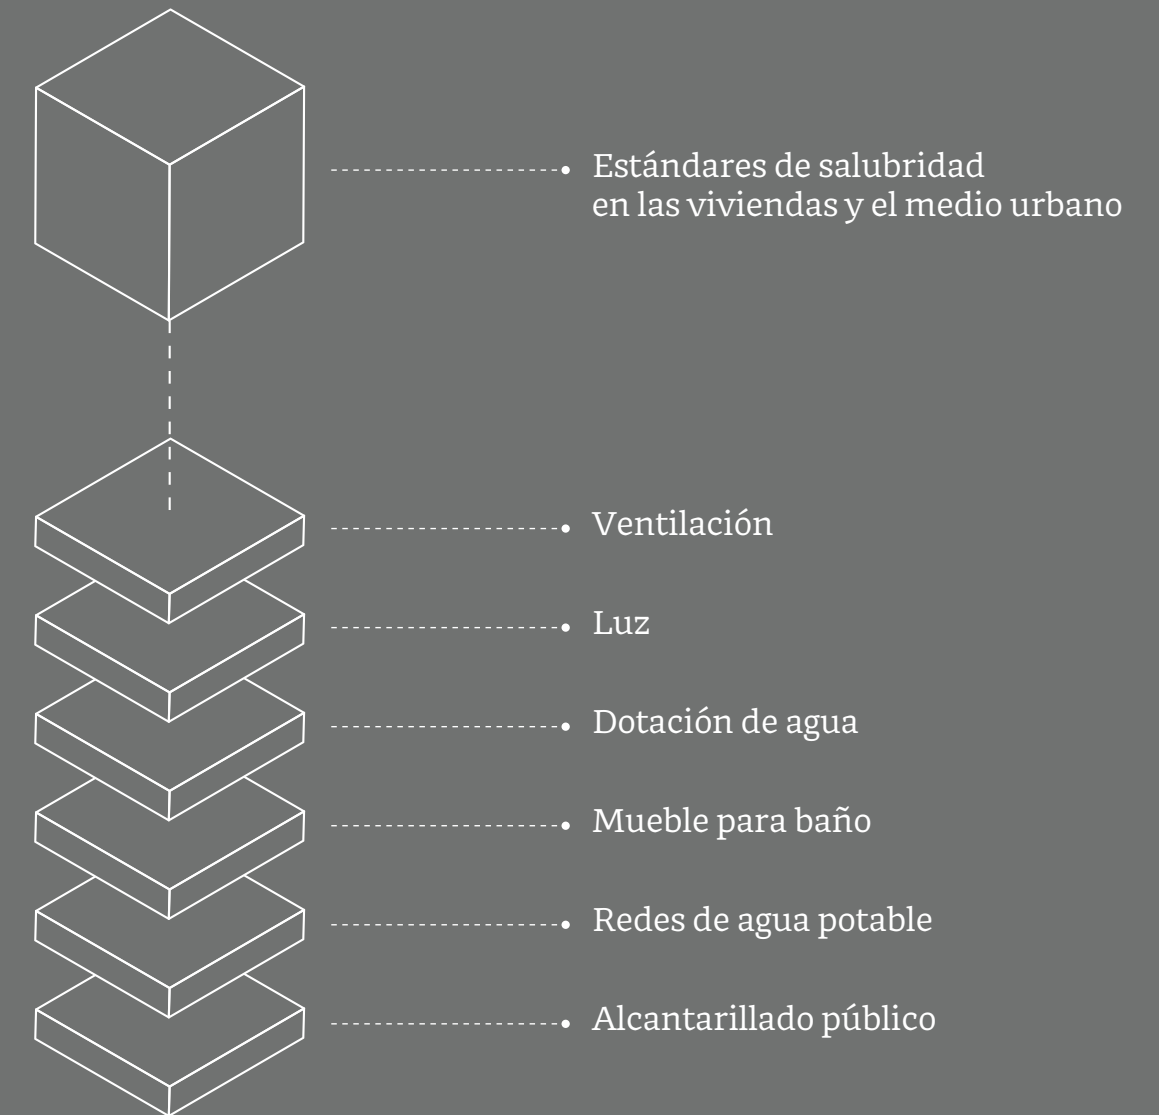 Estándares de salubridad
en las viviendas y el medio urbano
Ventilación
Luz
Dotación de agua
Mueble para baño
Redes de agua potable
Alcantarillado público